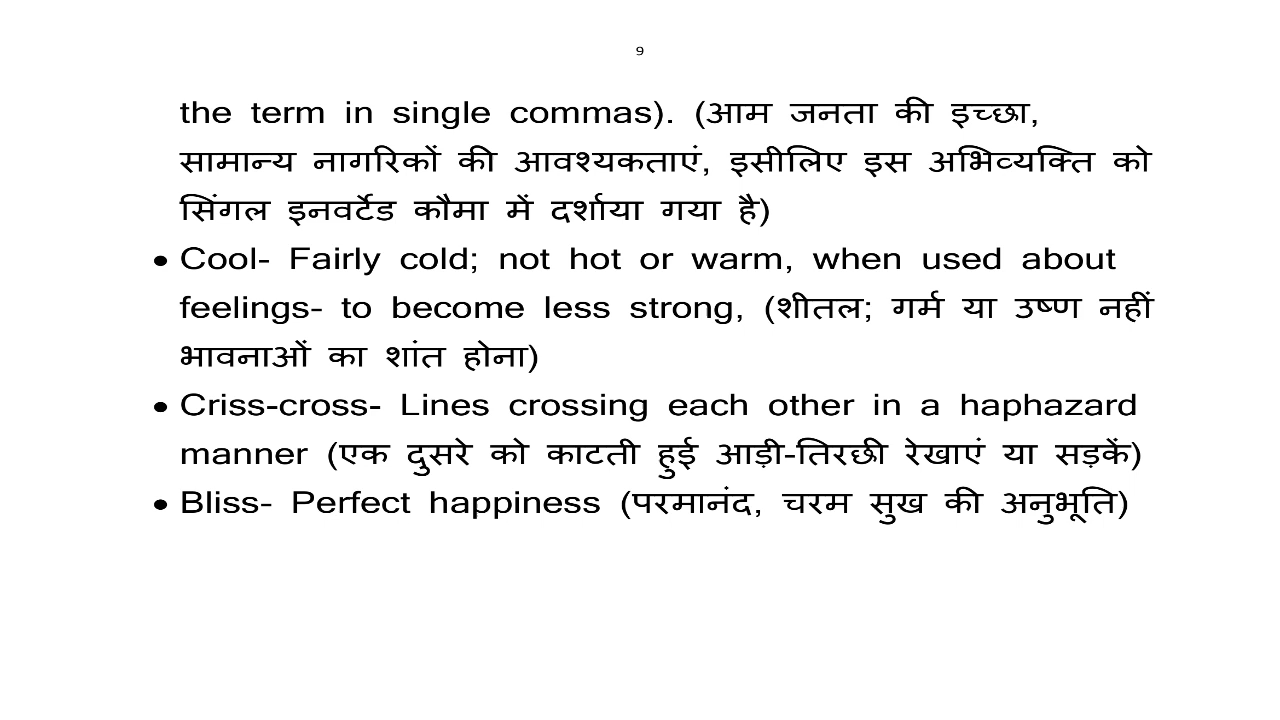 9
the term in single commas). (आम जनता की इच्छा,
सामान्य नागरिकों की आवश्यकताएं, इसीलिए इस अभिव्यक्ति को
सिंगल इनवर्टेड कौमा में दर्शाया गया है)
• Cool- Fairly cold; not hot or warm, when used about
feelings- to become less strong, (शीतल; गर्म या उष्ण नहीं
भावनाओं का शांत होना)
• Criss-cross- Lines crossing each other in a haphazard
manner (एक दुसरे को काटती हुई आड़ी-तिरछी रेखाएं या सड़कें)
• Bliss- Perfect happiness (परमानंद, चरम सुख की अनुभूति)